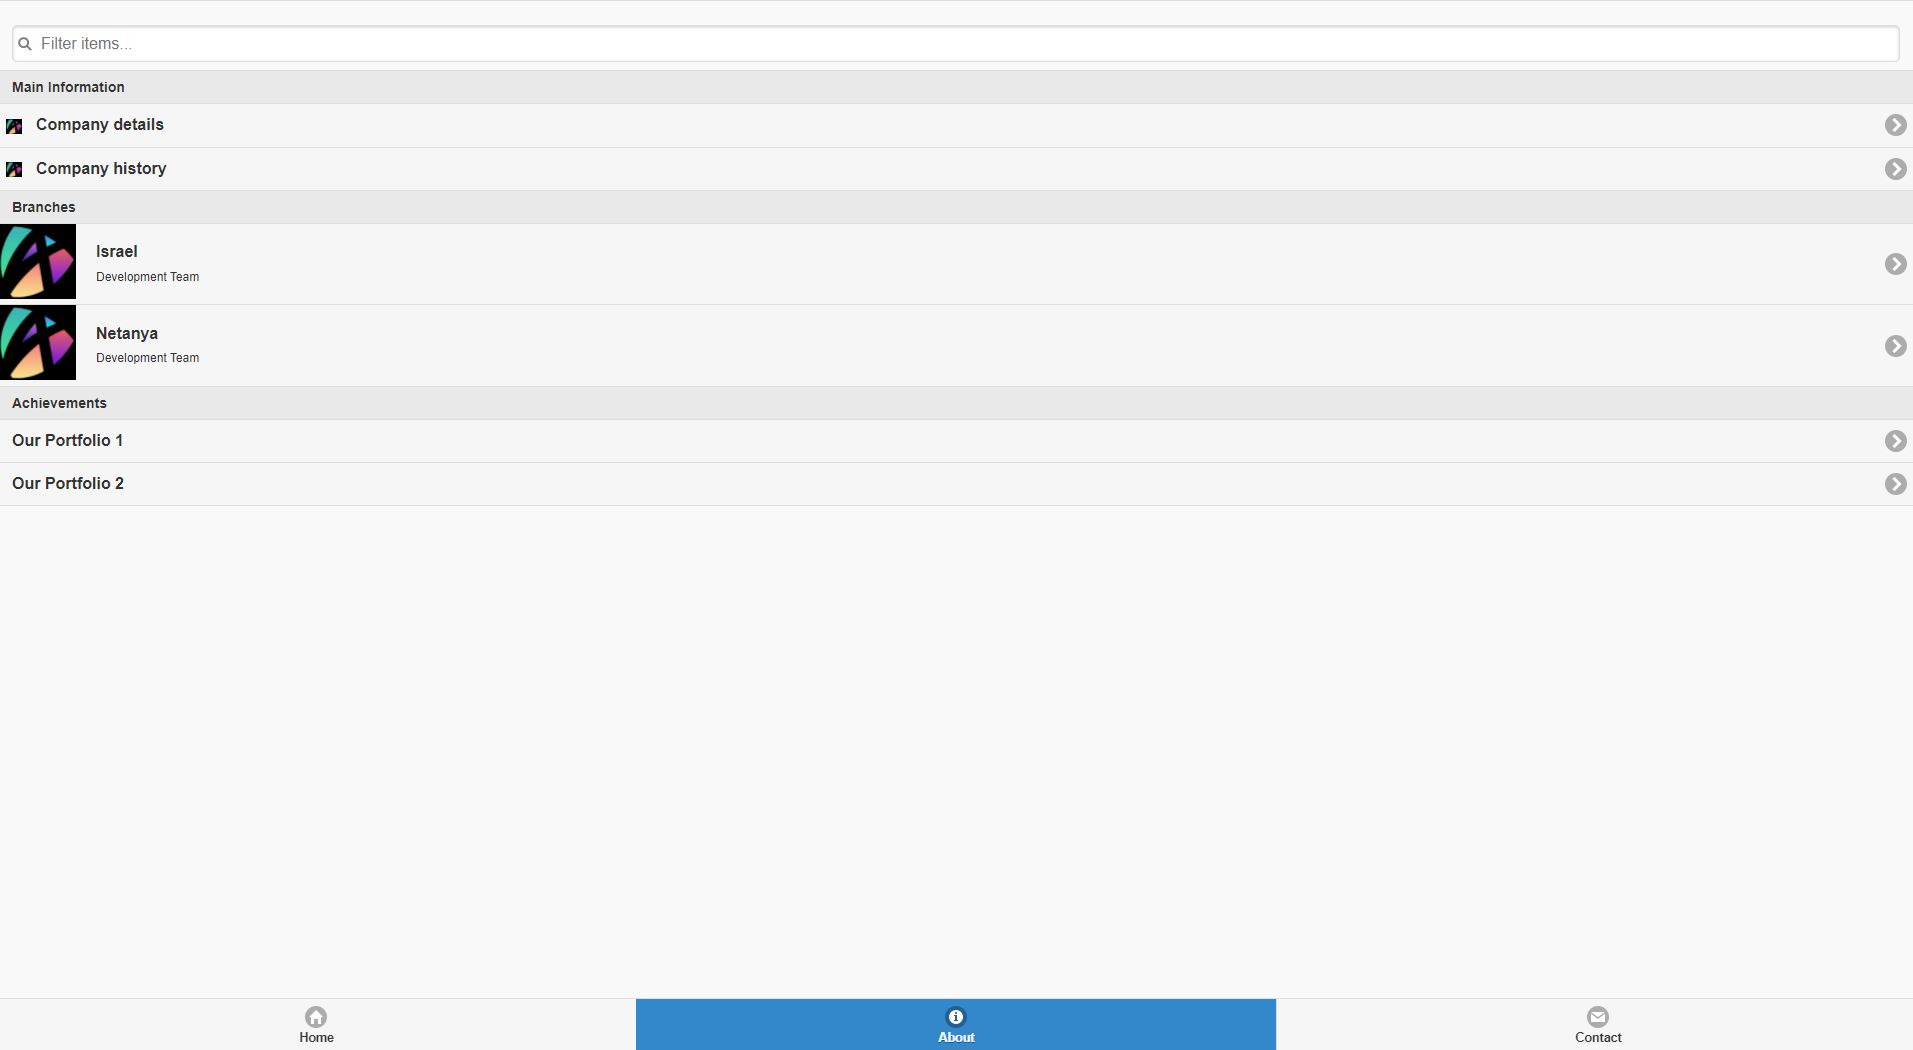 Filter items...
Main Information
Company details
Company history
Branches
Israel
Development Team
Netanya
Development Team
Achievements
Our Portfolio 1
Our Portfolio 2
Home
About
Contact